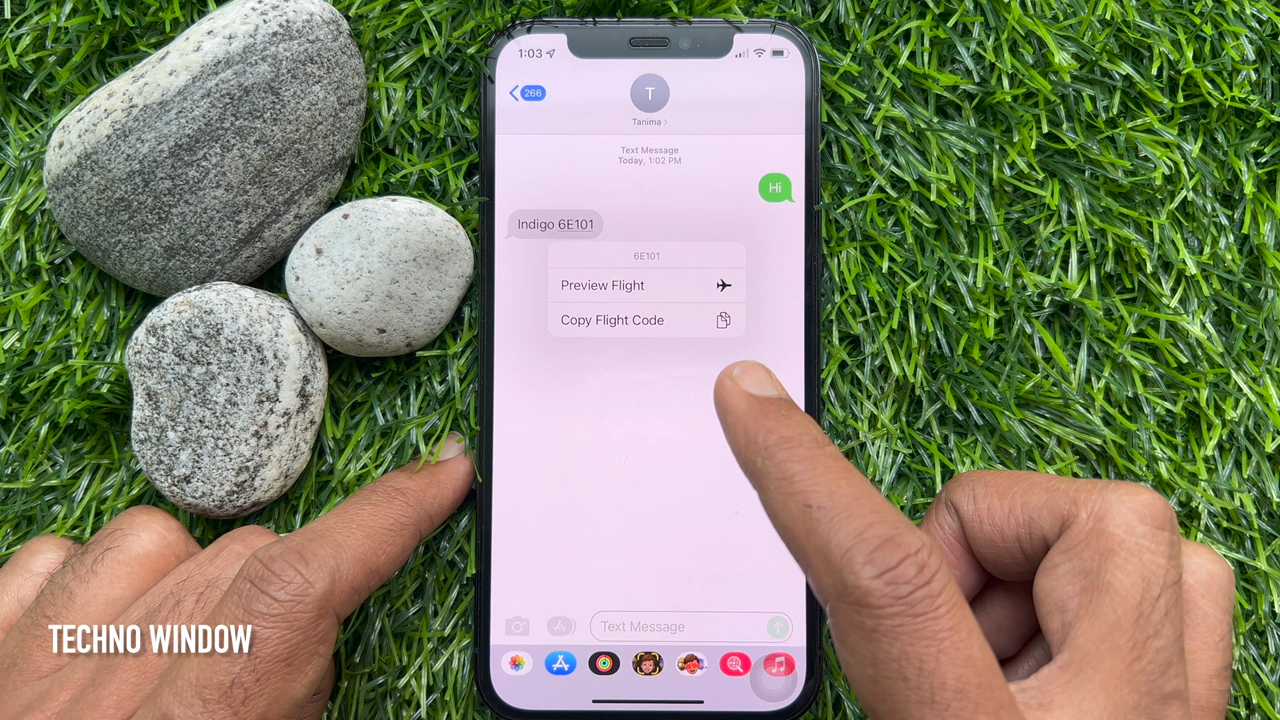 1:03
266
T
Tanima >
Text Message
Today, 1:02 PM
Hi
Indigo 6E101
6E101
Preview Flight
Copy Flight Code
Text Message
TECHNO WINDOW